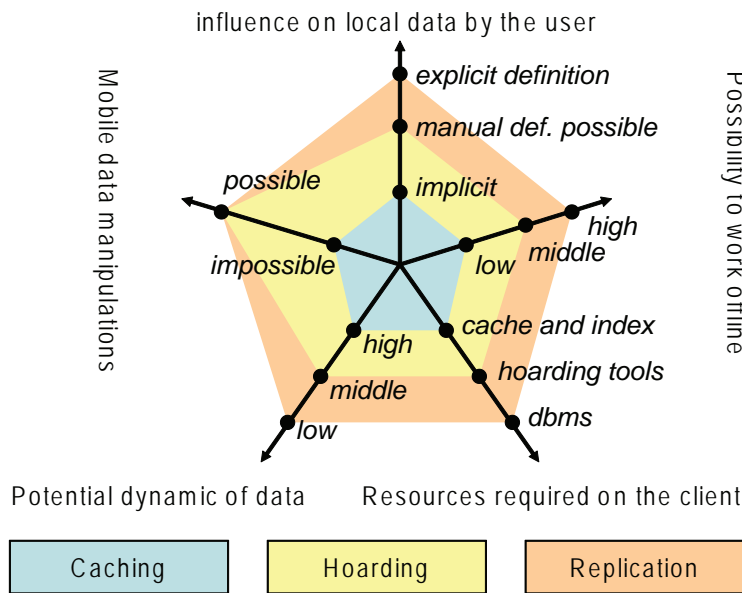 influence on local data by the user
explicit definition
manual def. possible
implicit
Mobile data manipulations
possible
impossible
Possibility to work offline
high
middle
low
high
middle
low
cache and index
hoarding tools
dbms
Potential dynamic of data
Resources required on the client
Caching
Hoarding
Replication